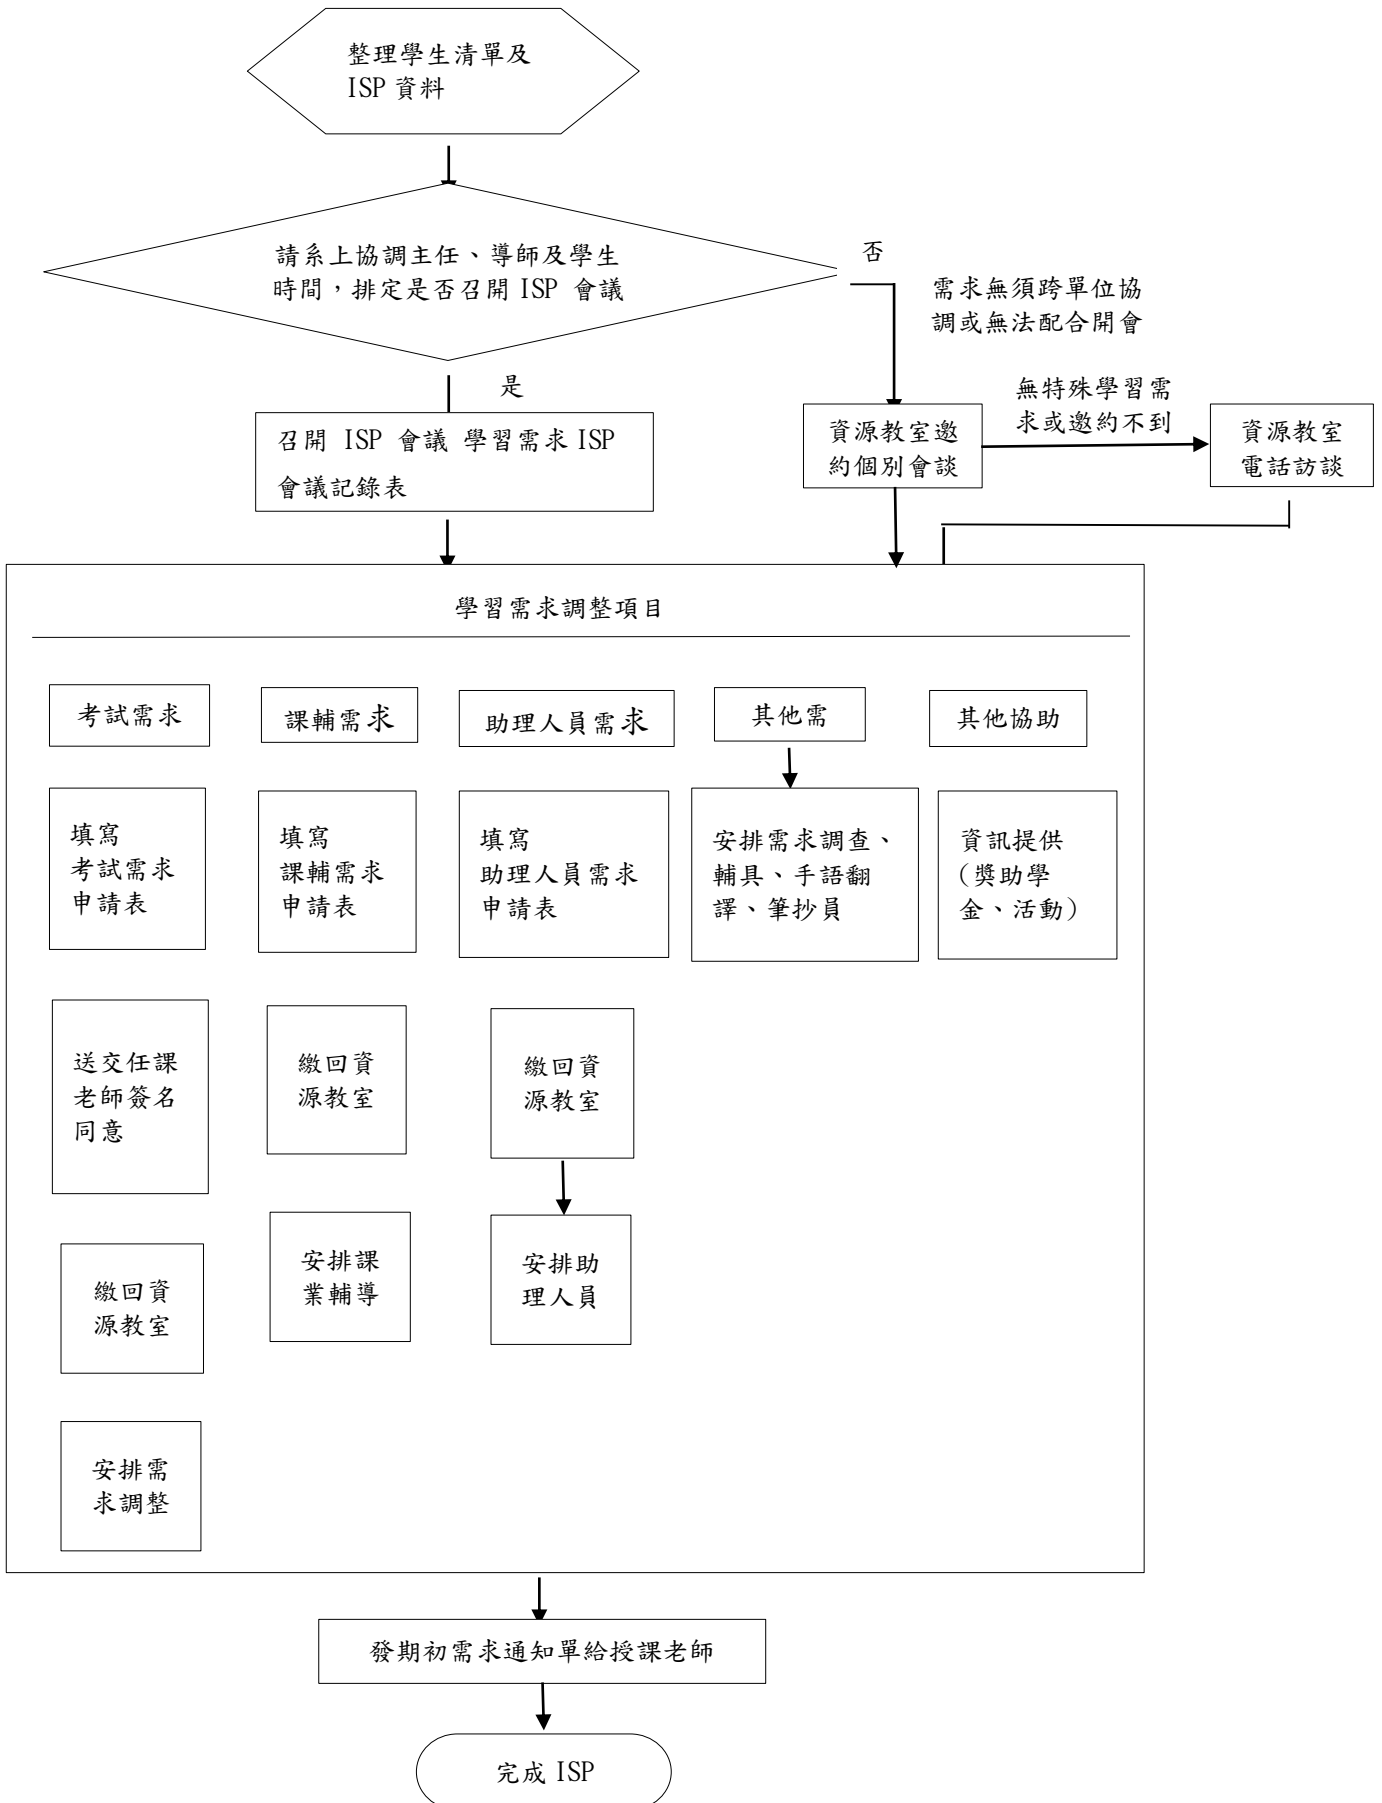 整理學生清單及
ISP 資料
請系上協調主任、導師及學生
時間，排定是否召開 ISP 會議
否
需求無須跨單位協
調或無法配合開會
是
無特殊學習需
求或邀約不到
召開 ISP 會議 學習需求 ISP
會議記錄表
資源教室邀
約個別會談
資源教室
電話訪談
學習需求調整項目
考試需求
課輔需求
助理人員需求
其他需
其他協助
填寫
考試需求
申請表
填寫
課輔需求
申請表
填寫
助理人員需求
申請表
安排需求調查、
輔具、手語翻
譯、筆抄員
資訊提供
（獎助學
金、活動）
送交任課
老師簽名
同意
繳回資
源教室
繳回資
源教室
繳回資
源教室
安排課
業輔導
安排助
理人員
安排需
求調整
發期初需求通知單給授課老師
完成 ISP